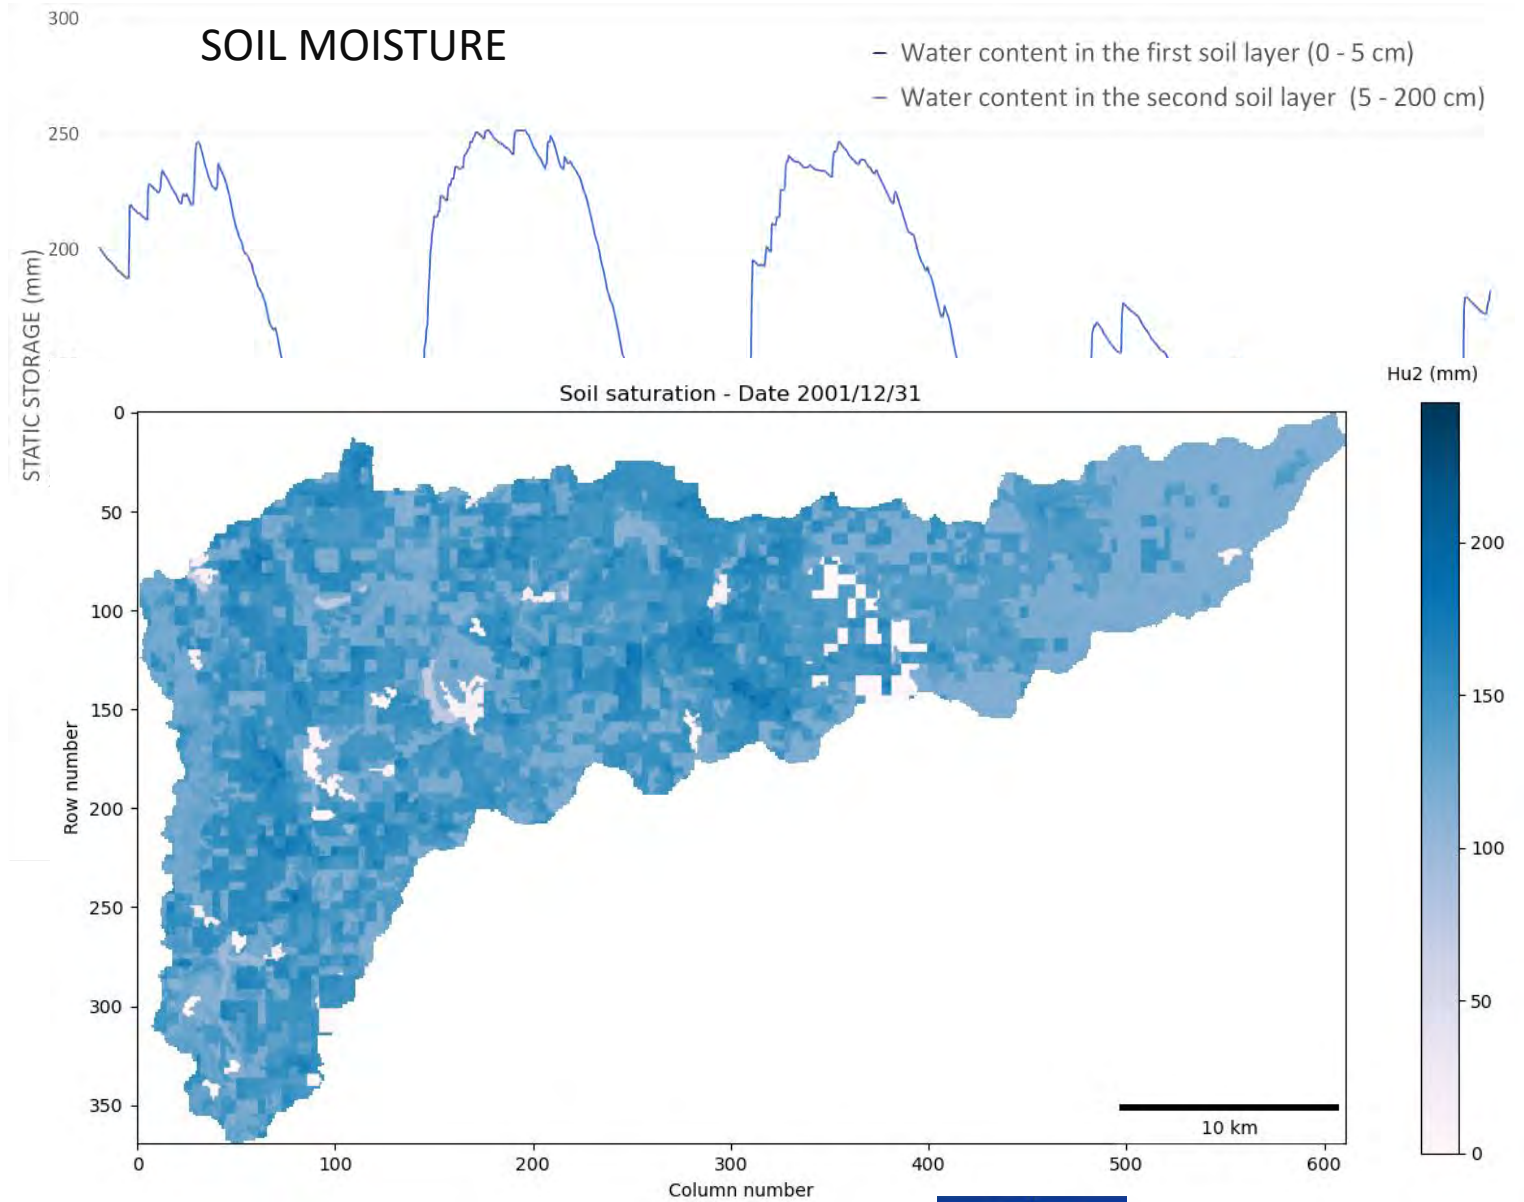 300
SOIL MOISTURE
Water content in the first soil layer (0 - 5 cm)
Water content in the second soil layer (5 - 200 cm)
250
200
STATIC STORAGE (mm)
Soil saturation - Date 2001/12/31
Hu2 (mm)
0
50
100
150
200
250
300
350
Row number
200
150
100
50
0
10 km
0
100
200
300
400
500
600
Column number